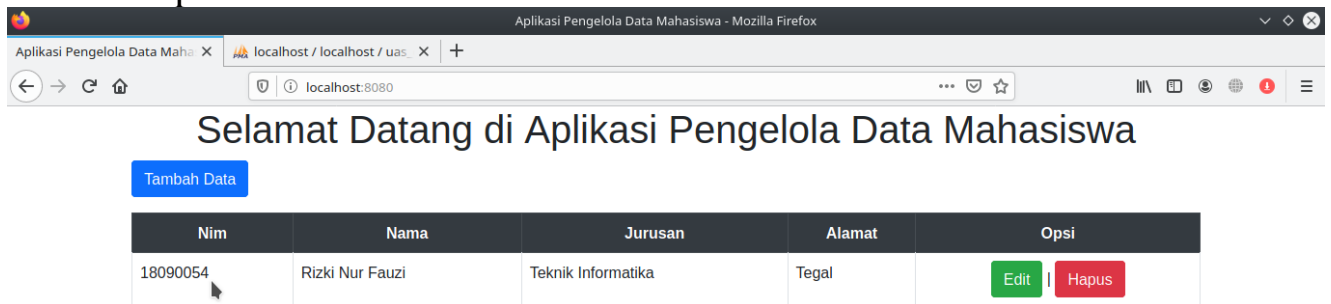 Aplikasi Pengelola Data Mahasiswa - Mozilla Firefox
Aplikasi Pengelola Data Maha
localhost / localhost / uas_
localhost:8080
Selamat Datang di Aplikasi Pengelola Data Mahasiswa
Tambah Data
Nim Nama Jurusan Alamat Opsi
18090054 Rizki Nur Fauzi Teknik Informatika Tegal Edit | Hapus